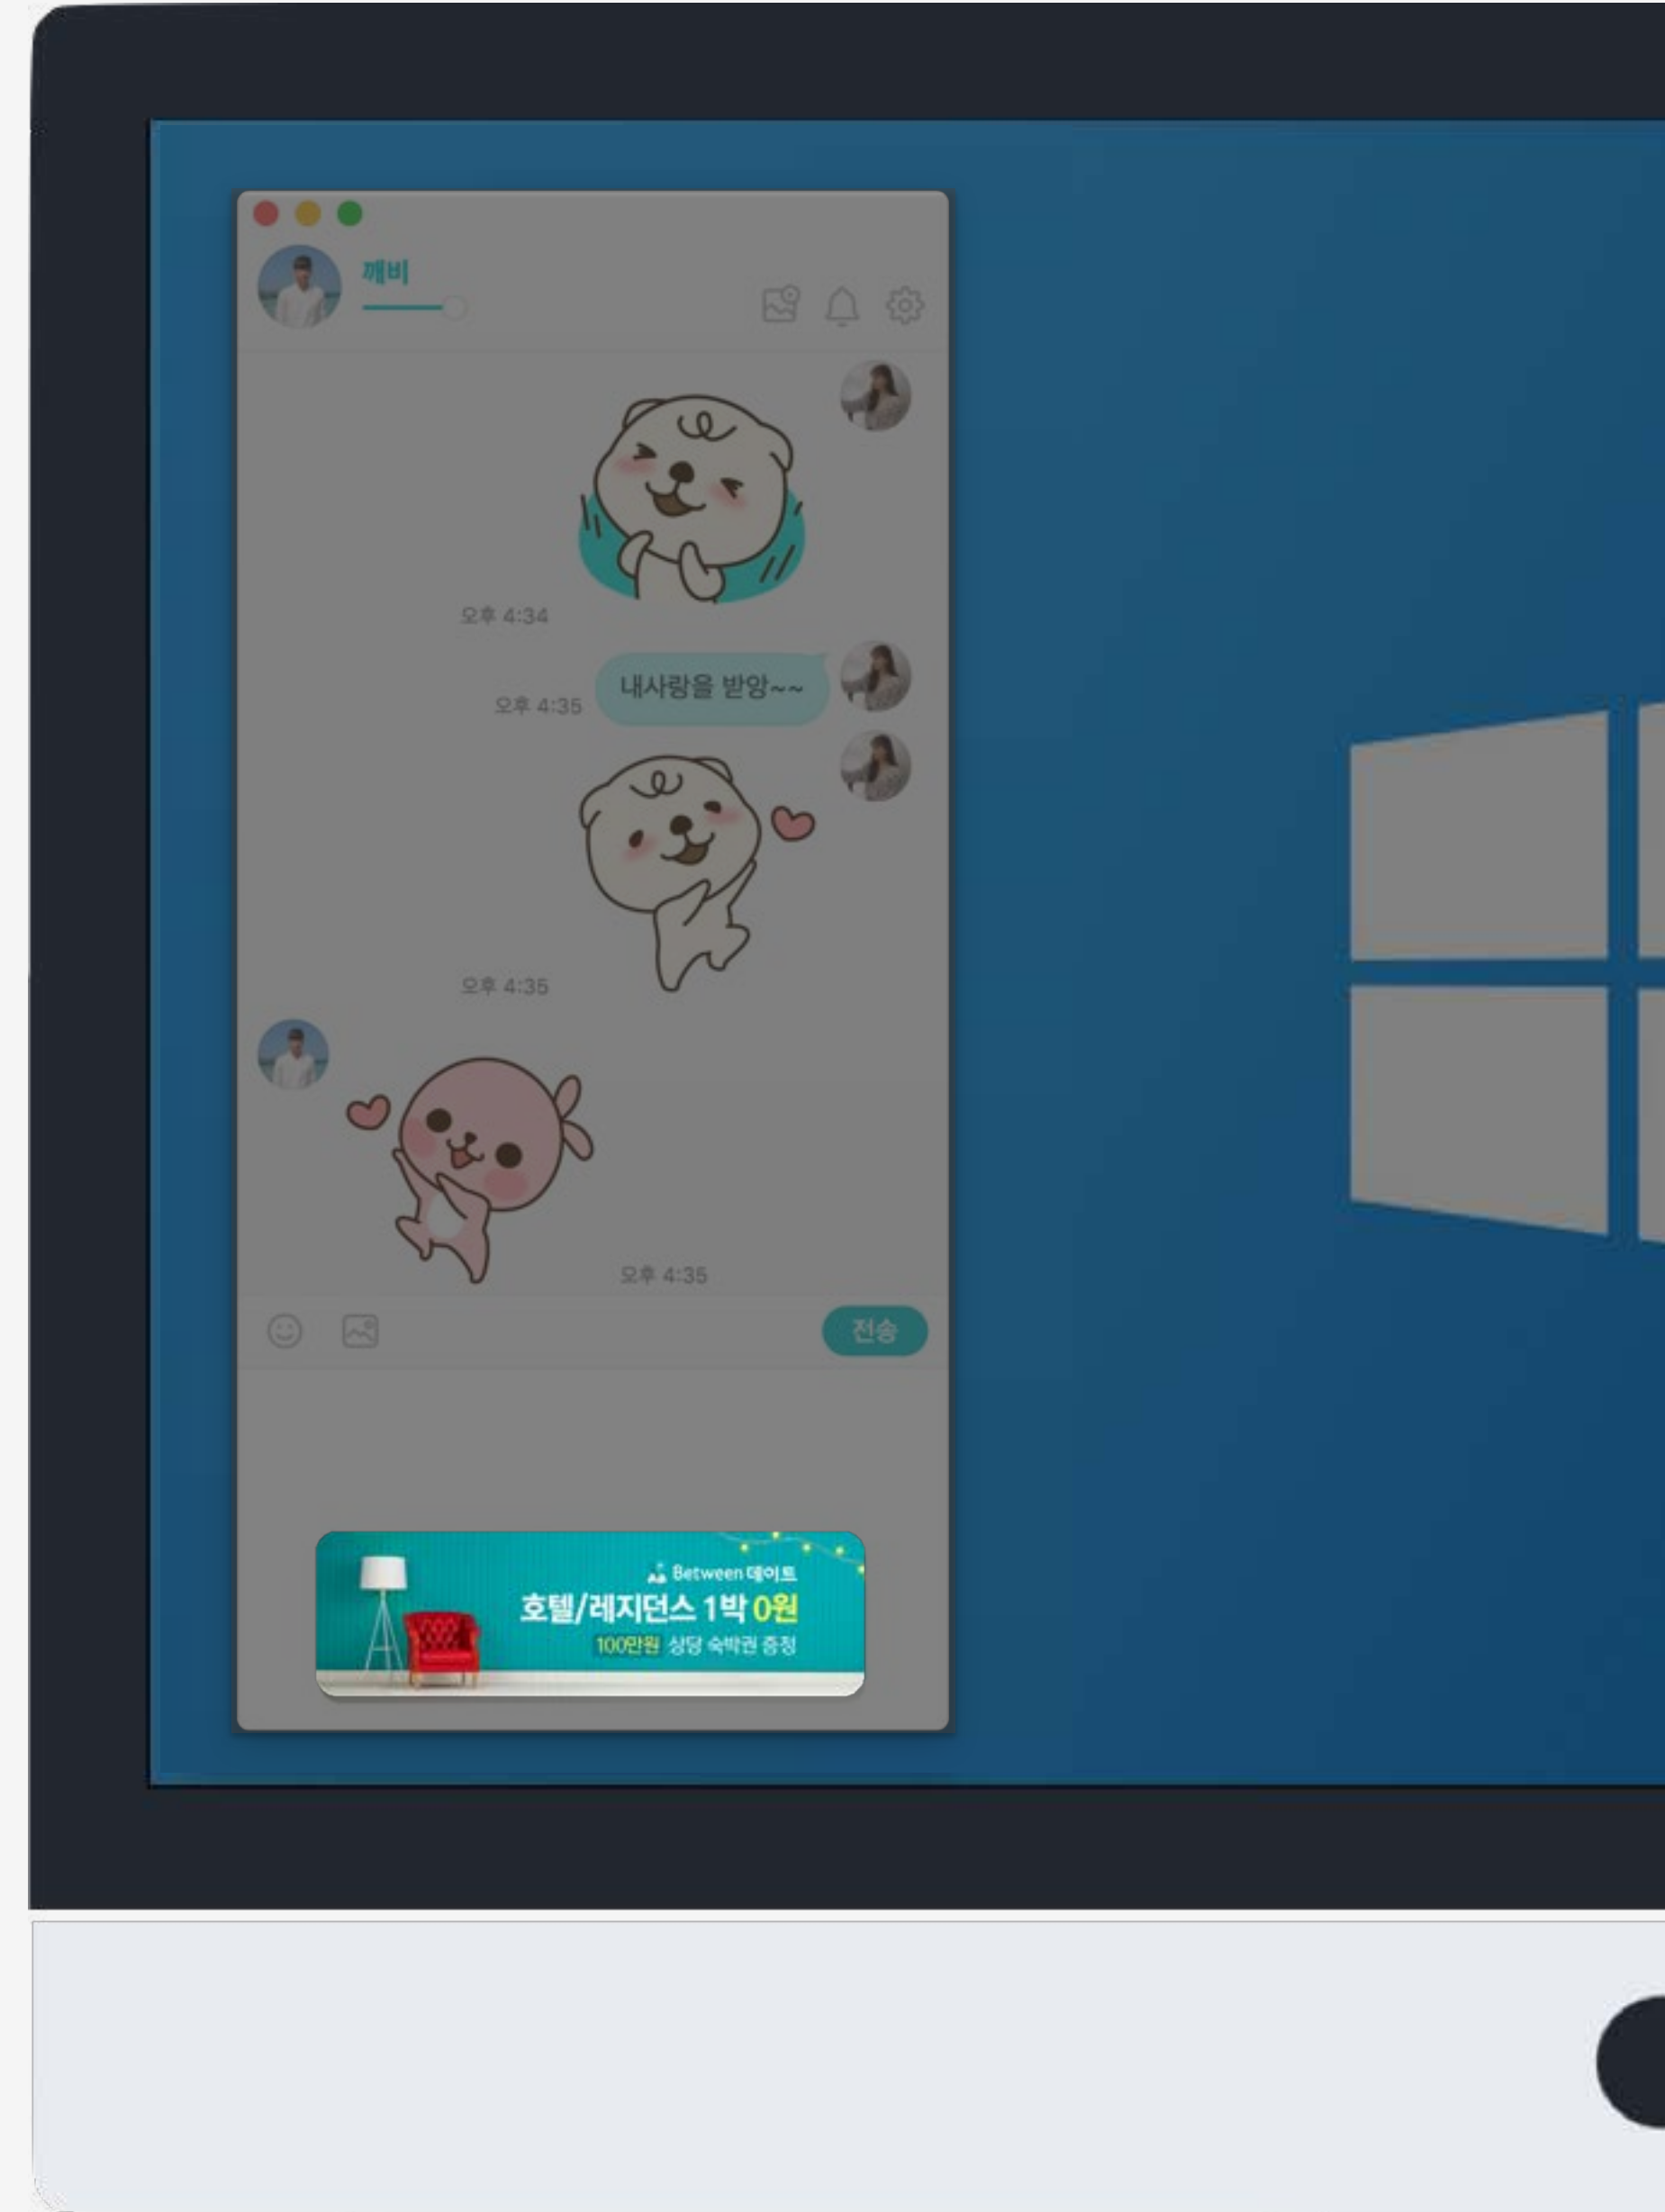 깨비
오후 4:34
내사랑을 받앙~~
오후 4:35
오후 4:35
오후 4:35
전송
Between 데이트
호텔/레지던스 1박 0원
100만원 상당 숙박권 증정